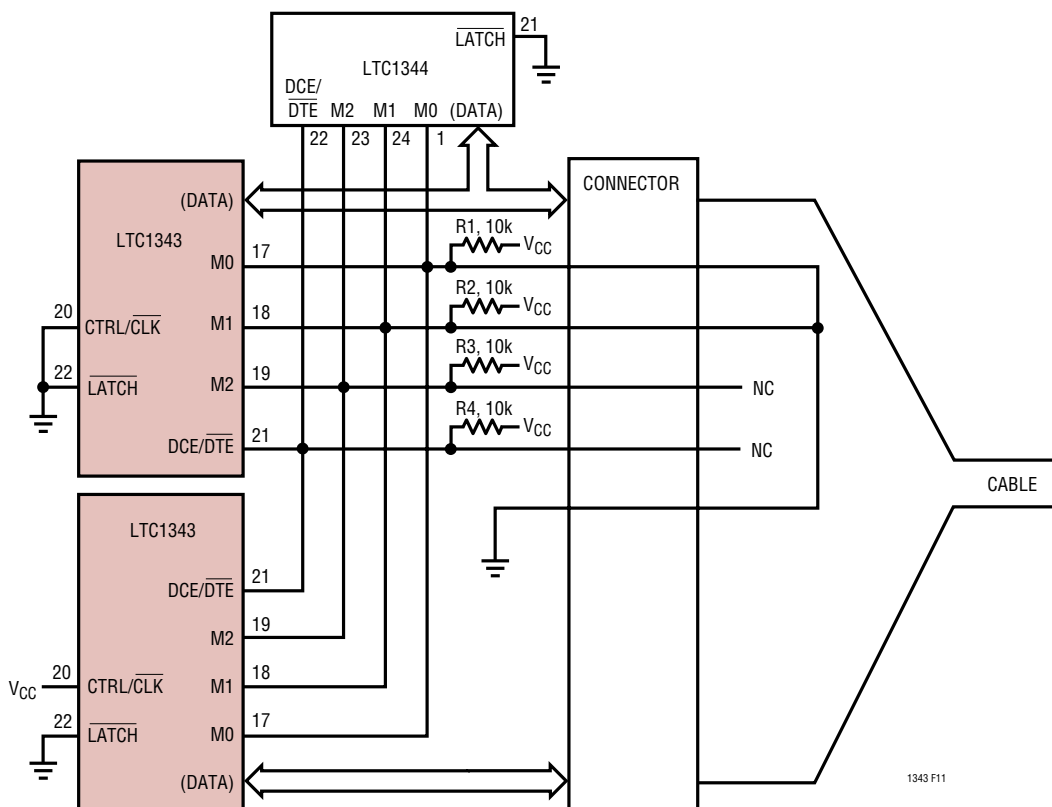 21
LATCH
LTC1344
DCE/
DTE M2 M1 M0 (DATA)
22 23 24 1
CONNECTOR
(DATA)
LTC1343
R1, 10k
VCC
M0 17
R2, 10k
VCC
20 CTRL/CLK M1 18
R3, 10k
VCC
22 LATCH M2 19 NC
R4, 10k
VCC
DCE/DTE 21 NC
CABLE
LTC1343
DCE/DTE 21
M2 19
VCC 20 CTRL/CLK M1 18
22 LATCH M0 17
(DATA)
1343 F11